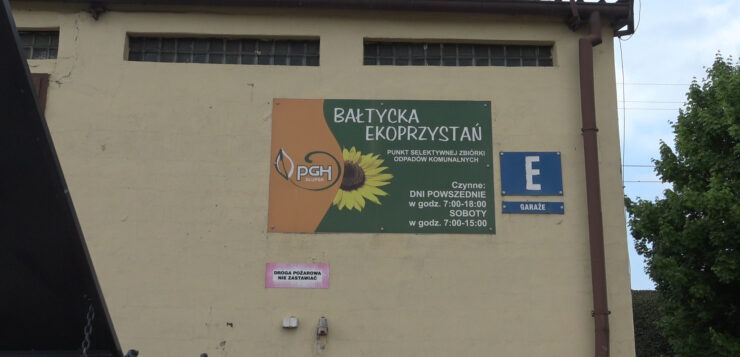 BAŁTYCKA
EKOPRZYSTAŃ
PUNKT SELEKTYWNEJ ZBIÓRKI
ODPADÓW KOMUNALNYCH
PGH
SŁUPSK
Czynne:
DNI POWSZEDNIE
w godz. 7:00-18:00
SOBOTY
w godz. 7:00-15:00
E
GARAŻE
DROGA POŻAROWA
NIE ZASTAWIAĆ